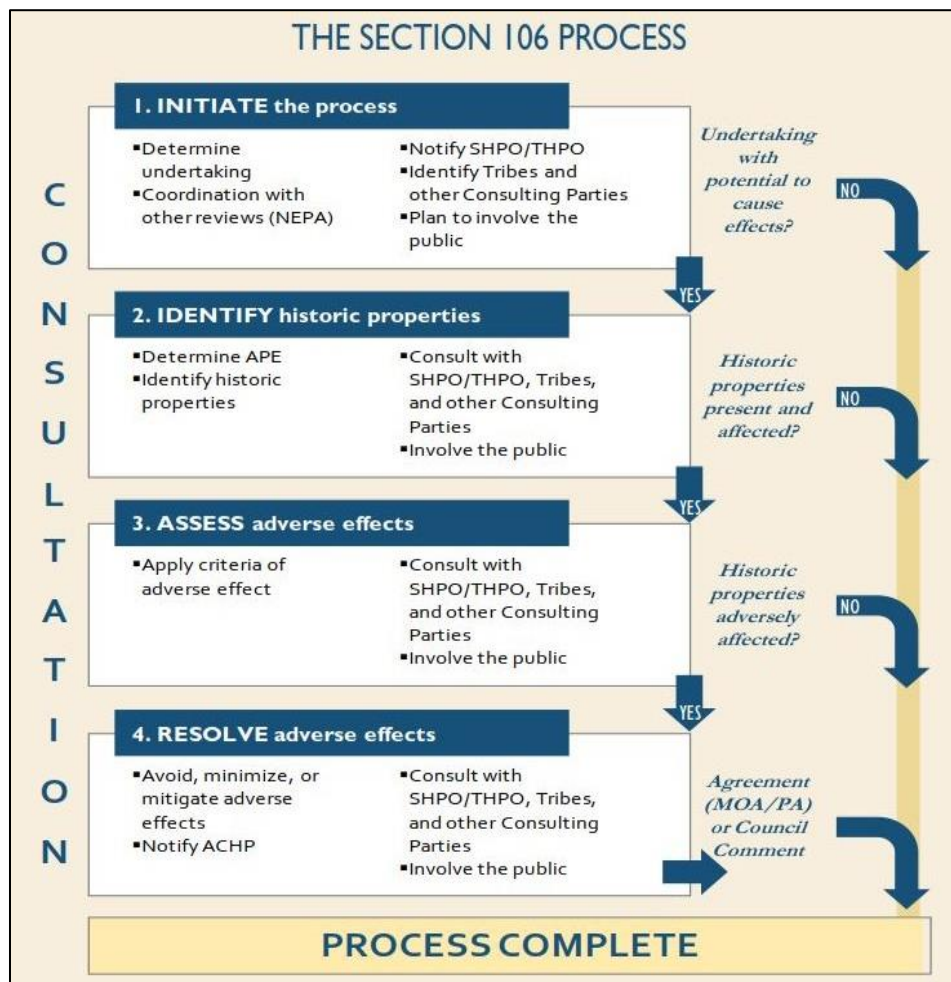 THE SECTION 106 PROCESS
CONSULTATION
1. INITIATE the process
▪Determine
undertaking
▪Coordination with
other reviews (NEPA)
▪Notify SHPO/THPO
▪Identify Tribes and
other Consulting Parties
▪Plan to involve the
public
Undertaking
with
potential to
cause
effects?
NO
YES
2. IDENTIFY historic properties
▪Determine APE
▪Identify historic
properties
▪Consult with
SHPO/THPO, Tribes,
and other Consulting
Parties
▪Involve the public
Historic
properties
present and
affected?
NO
YES
3. ASSESS adverse effects
▪Apply criteria of
adverse effect
▪Consult with
SHPO/THPO, Tribes,
and other Consulting
Parties
▪Involve the public
Historic
properties
adversely
affected?
NO
YES
4. RESOLVE adverse effects
▪Avoid, minimize, or
mitigate adverse
effects
▪Notify ACHP
▪Consult with
SHPO/THPO, Tribes,
and other Consulting
Parties
▪Involve the public
Agreement
(MOA/PA)
or Council
Comment
PROCESS COMPLETE